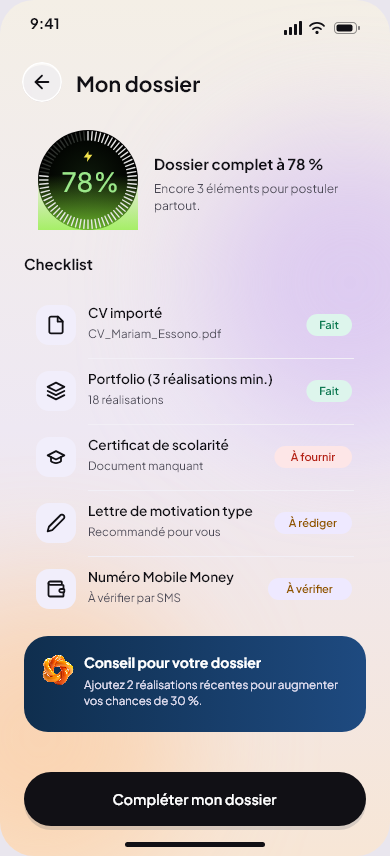 9:41
Mon dossier
78%
Dossier complet à 78 %
Encore 3 éléments pour postuler
partout.
Checklist
CV importé
CV_Mariam_Essono.pdf
Fait
Portfolio (3 réalisations min.)
18 réalisations
Fait
Certificat de scolarité
Document manquant
À fournir
Lettre de motivation type
Recommandé pour vous
À rédiger
Numéro Mobile Money
À vérifier par SMS
À vérifier
Conseil pour votre dossier
Ajoutez 2 réalisations récentes pour augmenter
vos chances de 30 %.
Compléter mon dossier